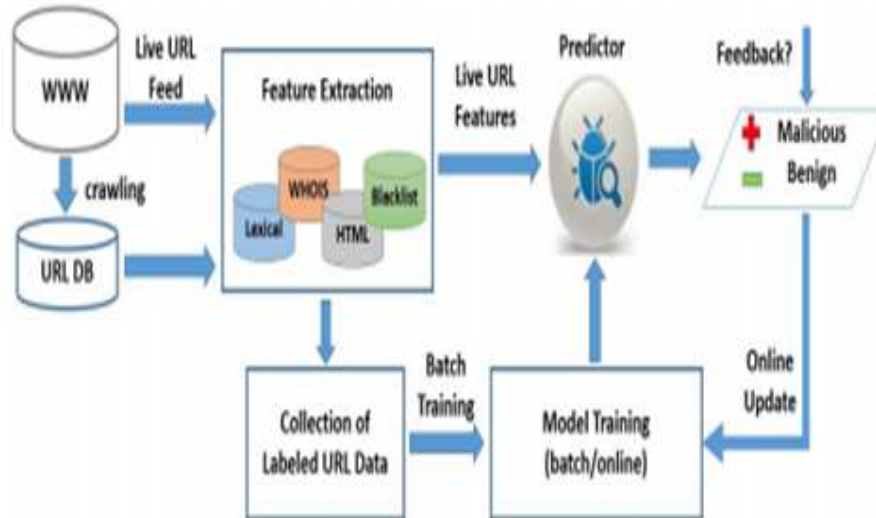 WWW
Live URL
Feed
crawling
URL DB
Feature Extraction
Lexical
WHOIS
HTML
Blacklist
Live URL
Features
Predictor
Feedback?
Malicious
Benign
Collection of
Labeled URL Data
Batch
Training
Model Training
(batch/online)
Online
Update